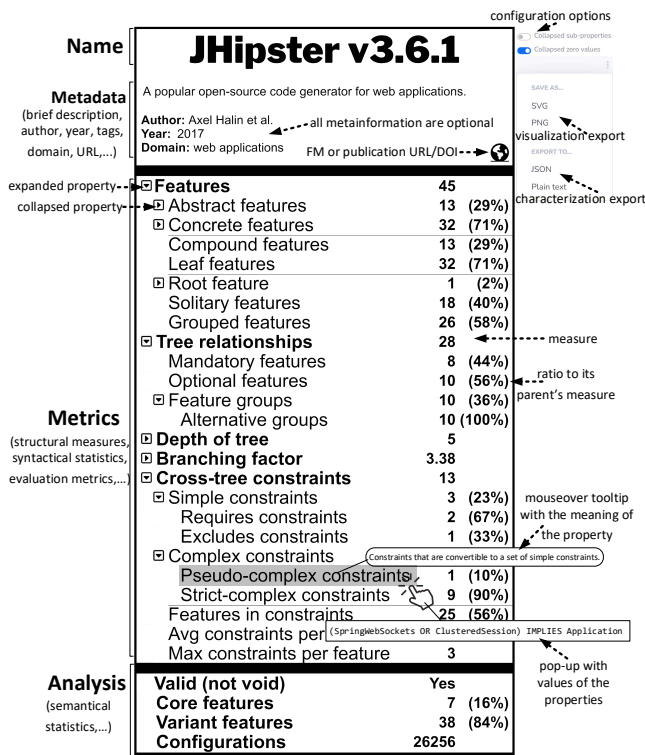 configuration options
Collapsed sub-properties
Collapsed zero values
SAVE AS...
SVG
PNG
visualization export
EXPORT TO...
JSON
Plain text
characterization export
Name
JHipster v3.6.1
Metadata
(brief description,
author, year, tags,
domain, URL,...)
A popular open-source code generator for web applications.
Author: Axel Halin et al.
Year: 2017
Domain: web applications
all metainformation are optional
FM or publication URL/DOI
expanded property
collapsed property
Features 45
Abstract features 13 (29%)
Concrete features 32 (71%)
Compound features 13 (29%)
Leaf features 32 (71%)
Root feature 1 (2%)
Solitary features 18 (40%)
Grouped features 26 (58%)
Tree relationships 28
measure
Mandatory features 8 (44%)
Optional features 10 (56%)
ratio to its
parent's measure
Feature groups 10 (36%)
Alternative groups 10 (100%)
Metrics
(structural measures,
syntactical statistics,
evaluation metrics,...)
Depth of tree 5
Branching factor 3.38
Cross-tree constraints 13
Simple constraints 3 (23%)
Requires constraints 2 (67%)
Excludes constraints 1 (33%)
mouseover tooltip
with the meaning of
the property
Complex constraints
Constraints that are convertible to a set of simple constraints.
Pseudo-complex constraints 1 (10%)
Strict-complex constraints 9 (90%)
Features in constraints 25 (56%)
Avg constraints per
(SpringWebSockets OR ClusteredSession) IMPLIES Application
Max constraints per feature 3
pop-up with
values of the
properties
Analysis
(semantical
statistics,...)
Valid (not void) Yes
Core features 7 (16%)
Variant features 38 (84%)
Configurations 26256